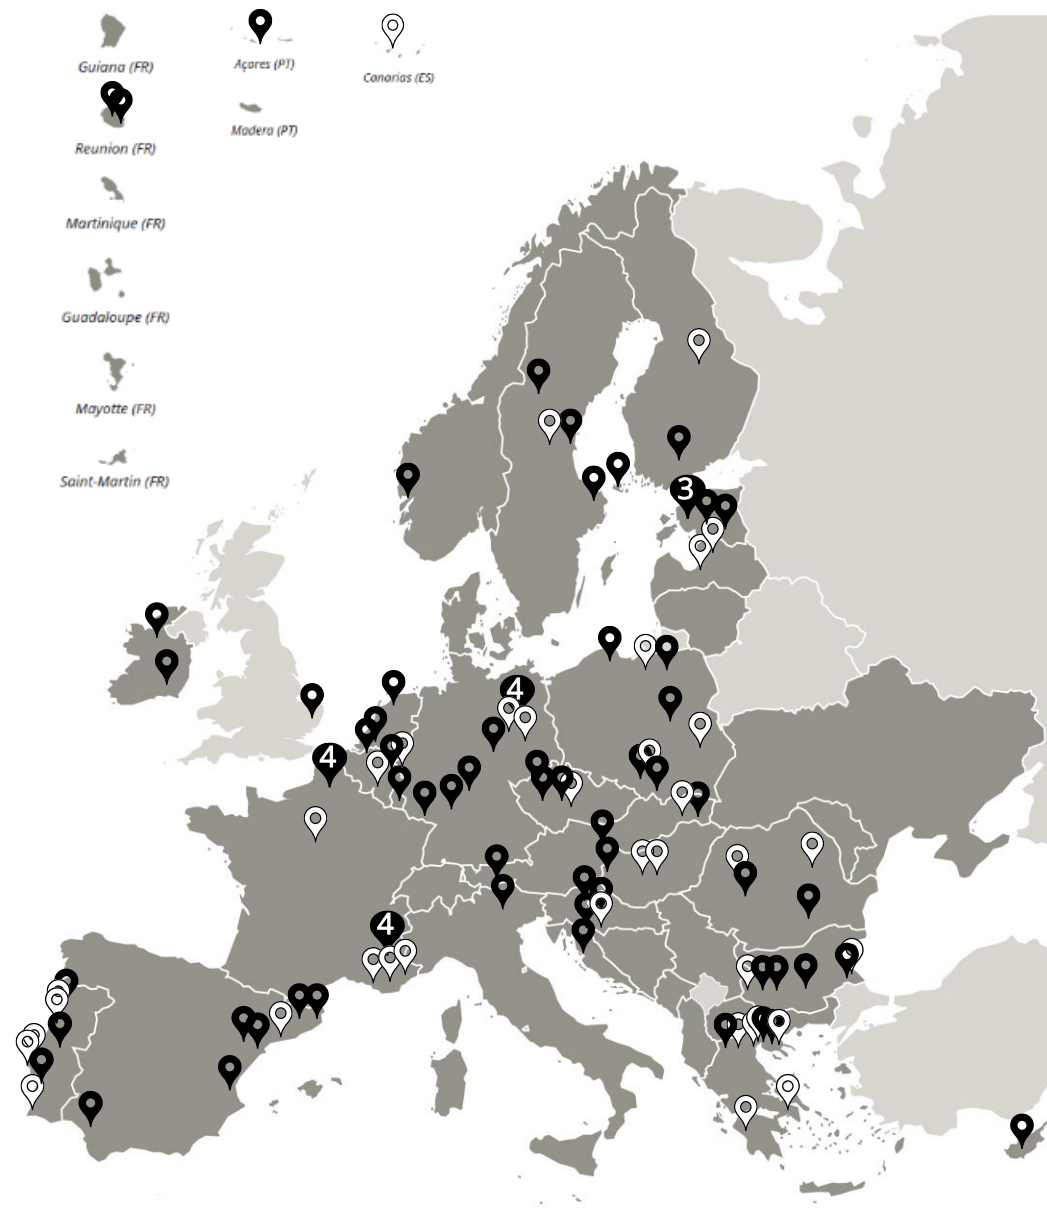 Guiana (FR)
Açores (PT)
Canarias (ES)
Madera (PT)
Reunion (FR)
Martinique (FR)
Guadaloupe (FR)
Mayotte (FR)
Saint-Martin (FR)
3
4
4
4